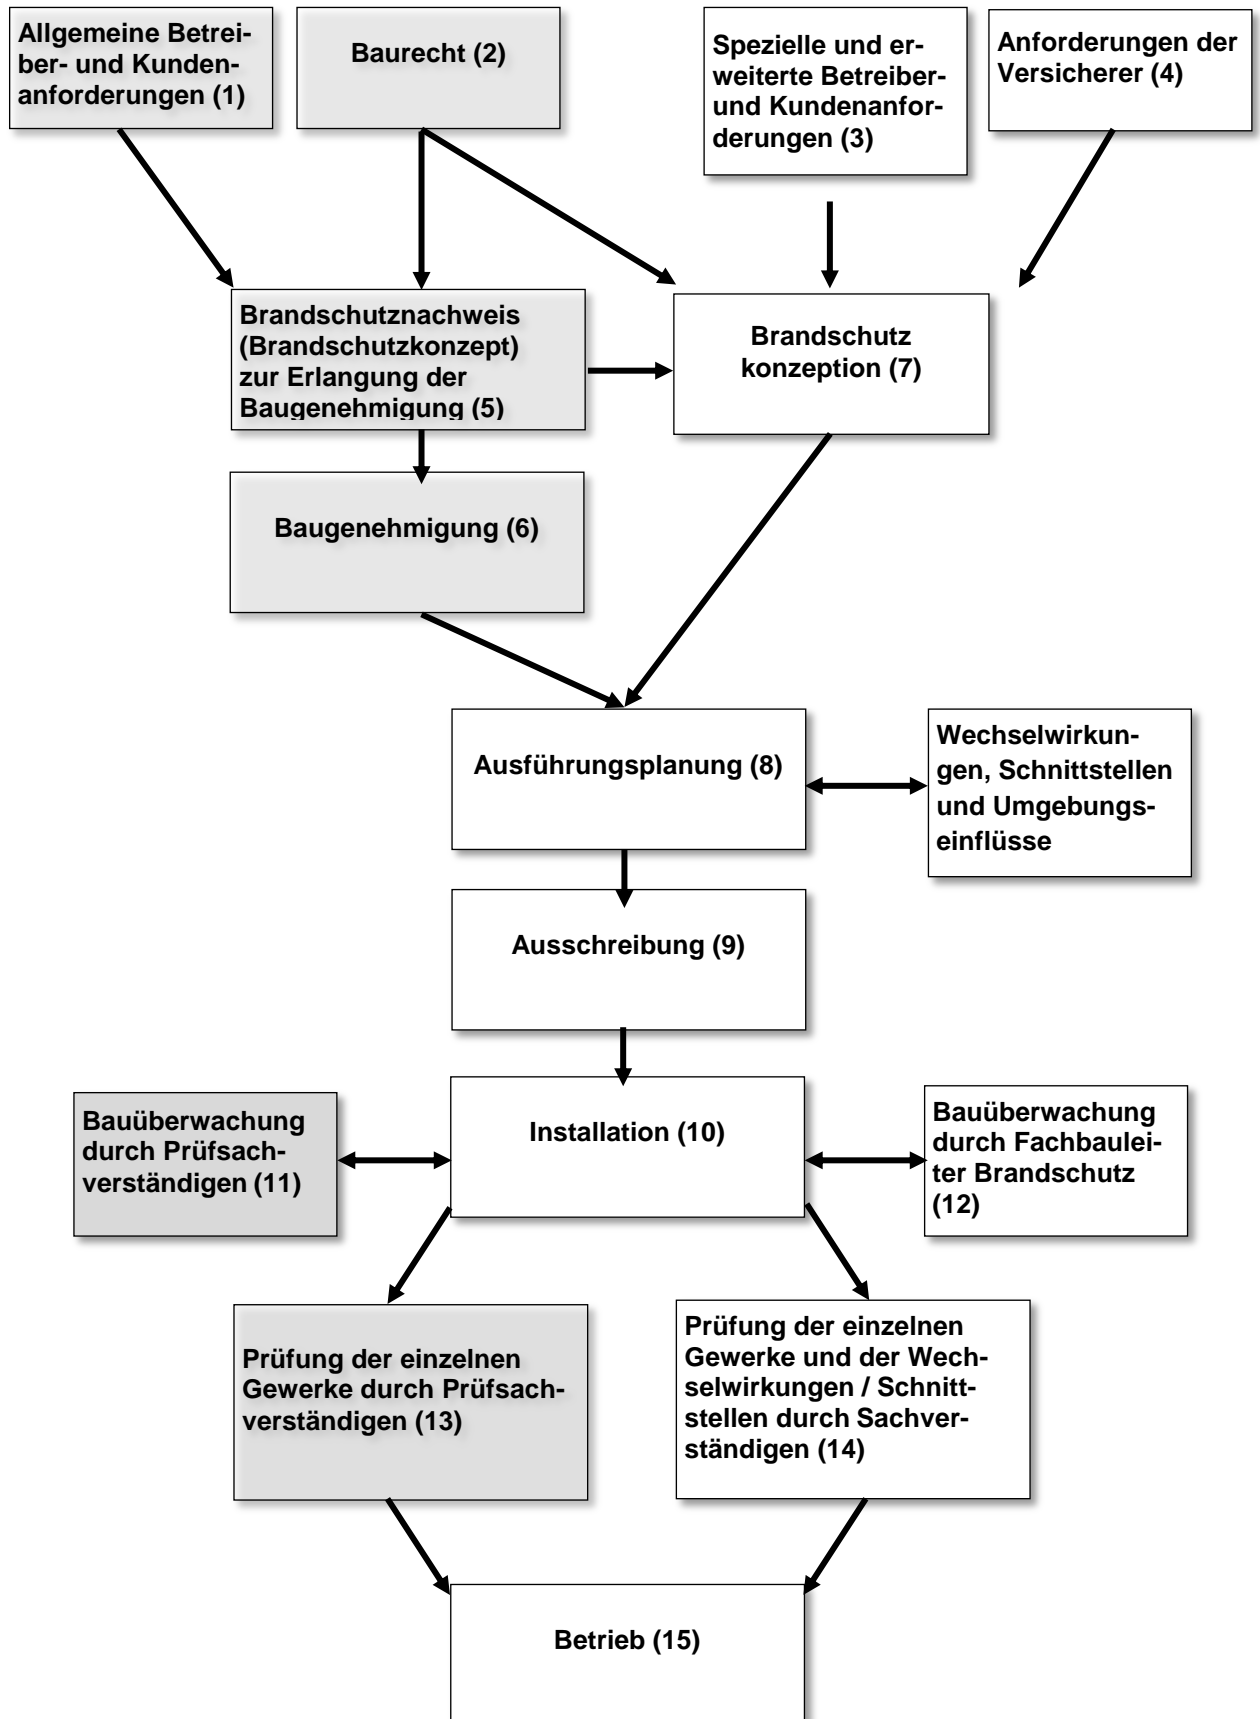 Allgemeine Betrei-
ber- und Kunden-
anforderungen (1)
Baurecht (2)
Spezielle und er-
weiterte Betreiber-
und Kundenanfor-
derungen (3)
Anforderungen der
Versicherer (4)
Brandschutznachweis
(Brandschutzkonzept)
zur Erlangung der
Baugenehmigung (5)
Brandschutz
konzeption (7)
Baugenehmigung (6)
Ausführungsplanung (8)
Wechselwirkun-
gen, Schnittstellen
und Umgebungs-
einflüsse
Ausschreibung (9)
Bauüberwachung
durch Prüfsach-
verständigen (11)
Installation (10)
Bauüberwachung
durch Fachbaulei-
ter Brandschutz
(12)
Prüfung der einzelnen
Gewerke durch Prüfsach-
verständigen (13)
Prüfung der einzelnen
Gewerke und der Wech-
selwirkungen / Schnitt-
stellen durch Sachver-
ständigen (14)
Betrieb (15)